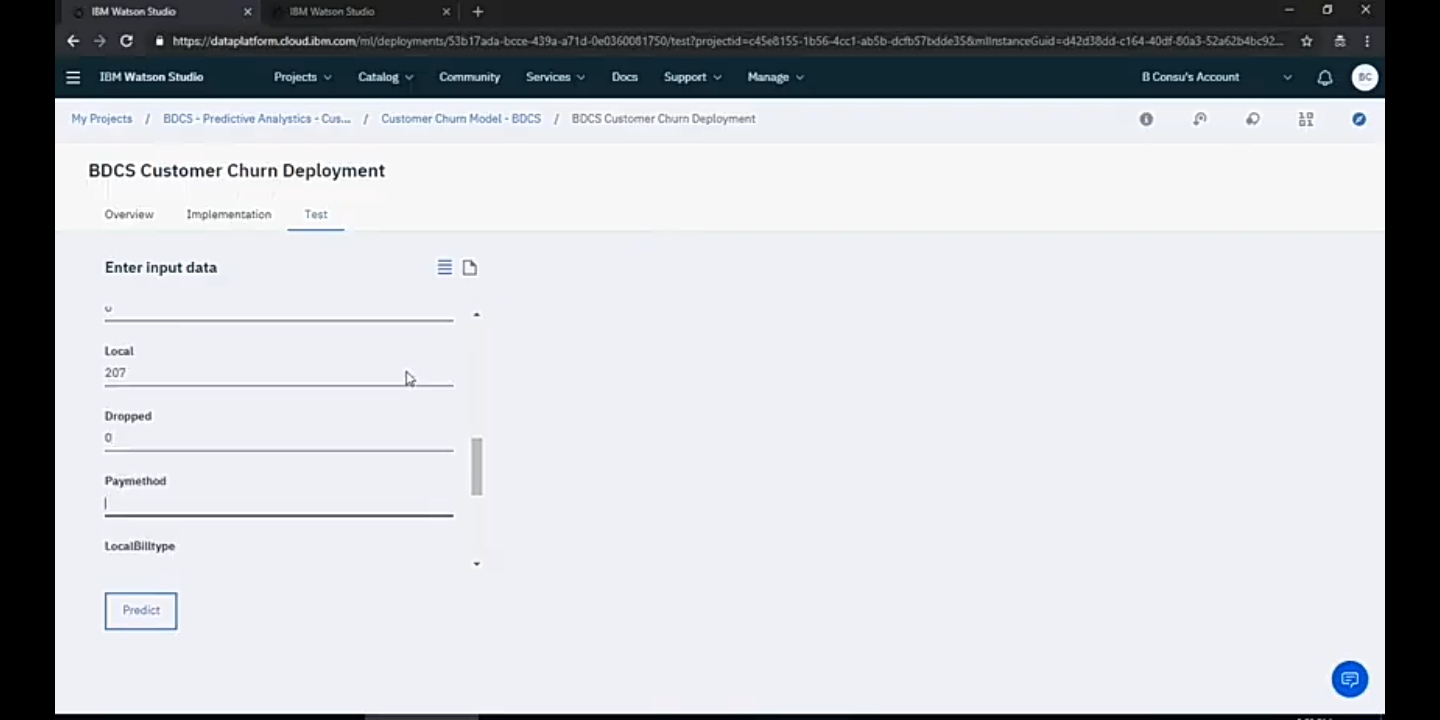 IBM Watson Studio
IBM Watson Studio
https://dataplatform.cloud.ibm.com/ml/deployments/53b17ada-bcce-439a-a71d-0e0360081750/test?projectid=c45e8155-1b56-4cc1-ab5b-dcfb57bdde35&mlInstanceGuid=d42d38dd-c164-40df-80a3-52a62b4bc92...
IBM Watson Studio Projects Catalog Community Services Docs Support Manage B Consu's Account BC
My Projects / BDCS - Predictive Analystics - Cus... / Customer Churn Model - BDCS / BDCS Customer Churn Deployment
BDCS Customer Churn Deployment
Overview Implementation Test
Enter input data
Local
207
Dropped
0
Paymethod
LocalBilltype
Predict